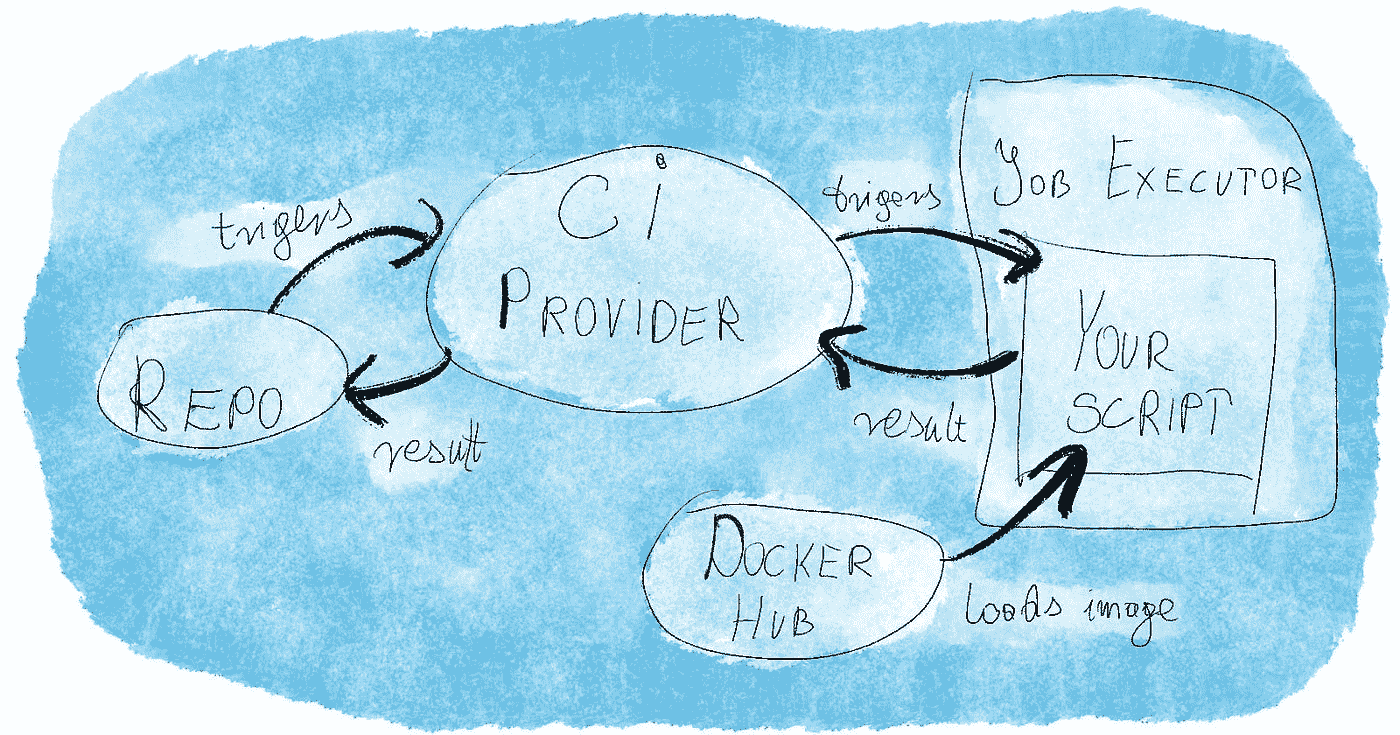 trigers
Ci
PROVIDER
REPO
result
trigers
result
JOB EXECUTOR
YOUR
SCRIPT
DOCKER
HUB
loads image